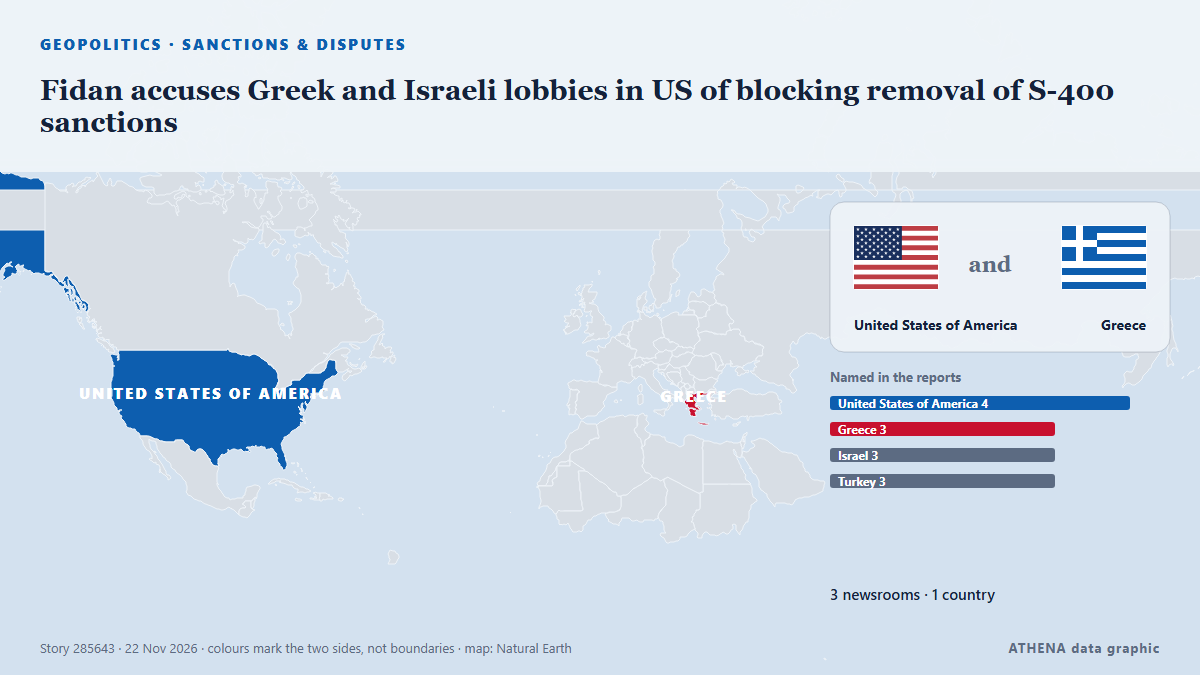 GEOPOLITICS · SANCTIONS & DISPUTES
Fidan accuses Greek and Israeli lobbies in US of blocking removal of S-400
sanctions
and
United States of America
Greece
UNITED STATES OF AMERICA
GREECE
Named in the reports
United States of America 4
Greece 3
Israel 3
Turkey 3
3 newsrooms · 1 country
Story 285643 · 22 Nov 2026 · colours mark the two sides, not boundaries · map: Natural Earth
ATHENA data graphic